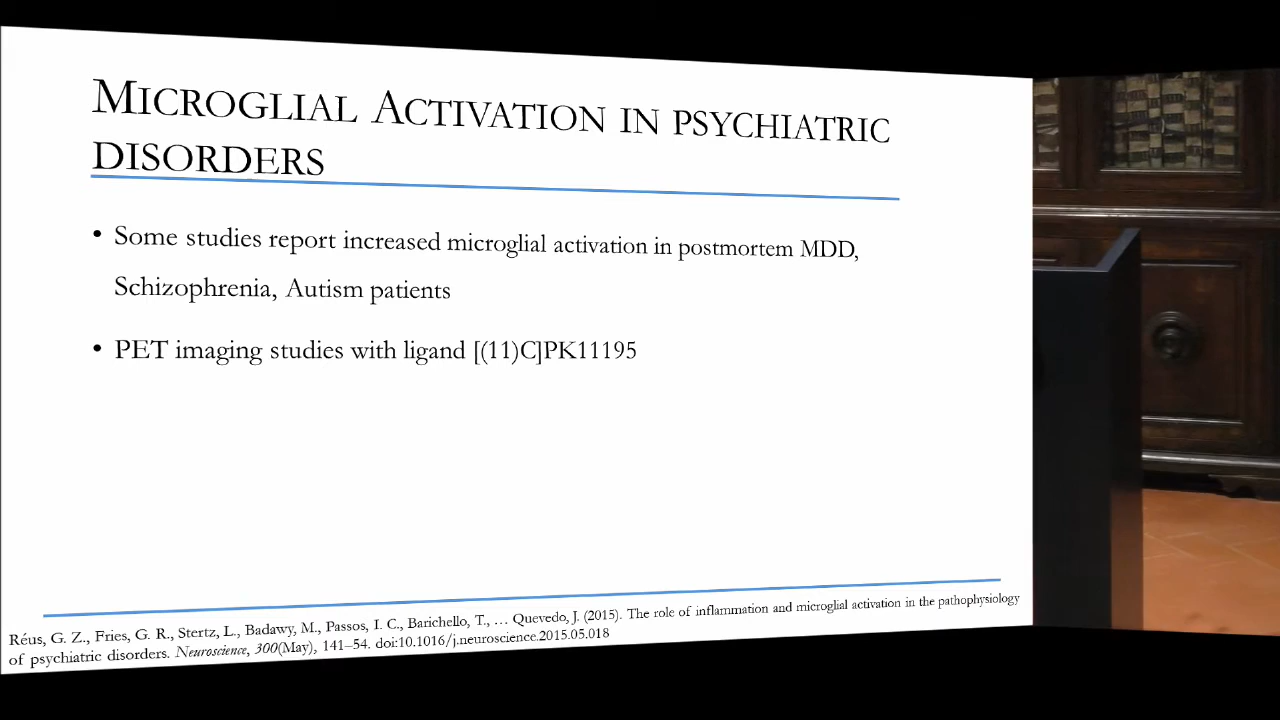 MICROGLIAL ACTIVATION IN PSYCHIATRIC
DISORDERS
• Some studies report increased microglial activation in postmortem MDD,
Schizophrenia, Autism patients
• PET imaging studies with ligand [(11)C]PK11195
Réus, G. Z., Fries, G. R., Stertz, L., Badawy, M., Passos, I. C., Barichello, T., … Quevedo, J. (2015). The role of inflammation and microglial activation in the pathophysiology
of psychiatric disorders. Neuroscience, 300(May), 141–54. doi:10.1016/j.neuroscience.2015.05.018